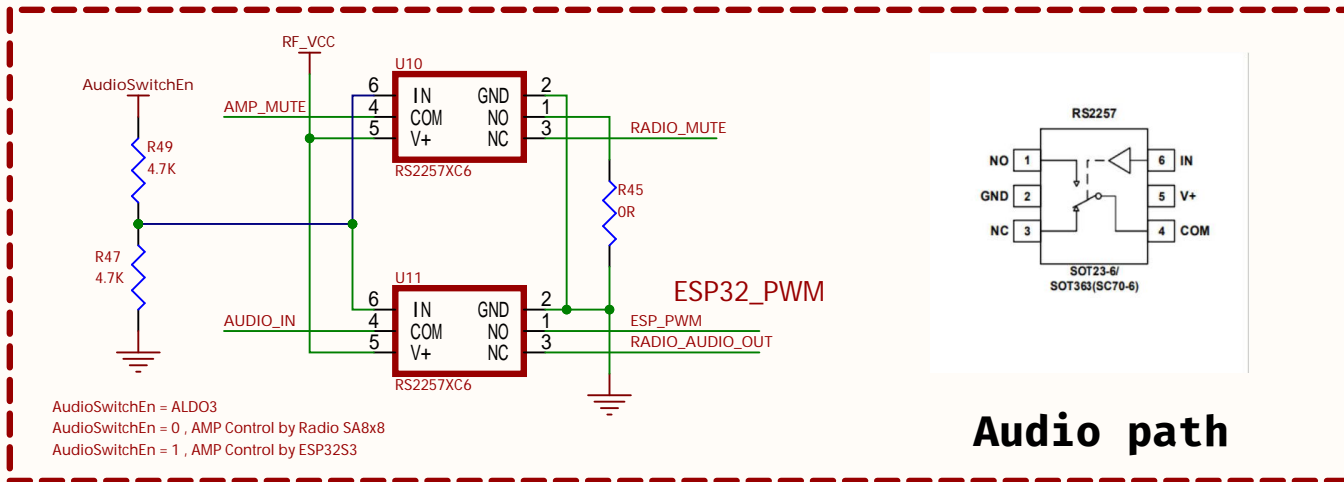 RF_VCC
AudioSwitchEn
R49
4.7K
R47
4.7K
AMP_MUTE
U10
6 IN GND 2
4 COM NO 1
5 V+ NC 3
RS2257XC6
RADIO_MUTE
R45
0R
U11
6 IN GND 2
4 COM NO 1
5 V+ NC 3
RS2257XC6
AUDIO_IN
ESP32_PWM
ESP_PWM
RADIO_AUDIO_OUT
AudioSwitchEn = ALDO3
AudioSwitchEn = 0 , AMP Control by Radio SA8x8
AudioSwitchEn = 1 , AMP Control by ESP32S3
RS2257
NO 1 6 IN
GND 2 5 V+
NC 3 4 COM
SOT23-6/
SOT363(SC70-6)
Audio path